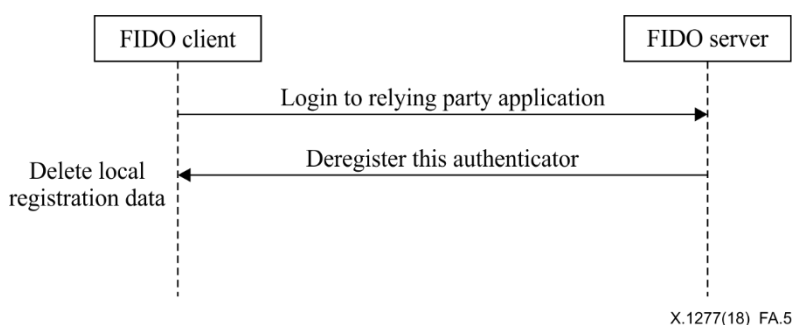 FIDO client
FIDO server
Login to relying party application
Deregister this authenticator
Delete local
registration data
X.1277(18)_FA.5